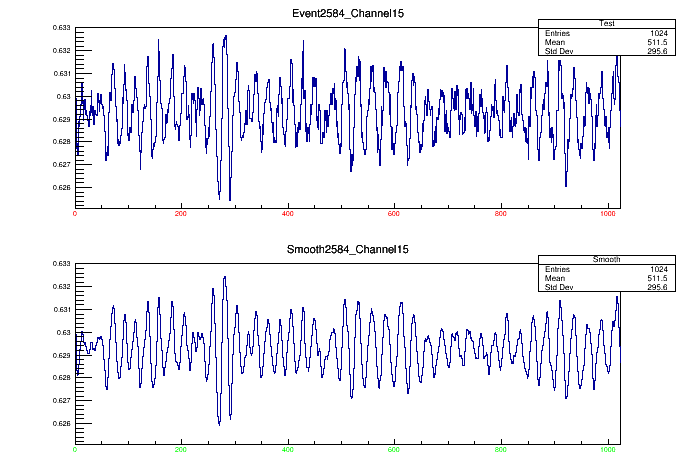 Event2584_Channel15
Test
Entries 1024
Mean 511.5
Std Dev 295.6
0.633
0.632
0.631
0.63
0.629
0.628
0.627
0.626
0 200 400 600 800 1000
Smooth2584_Channel15
Smooth
Entries 1024
Mean 511.5
Std Dev 295.6
0.633
0.632
0.631
0.63
0.629
0.628
0.627
0.626
0 200 400 600 800 1000